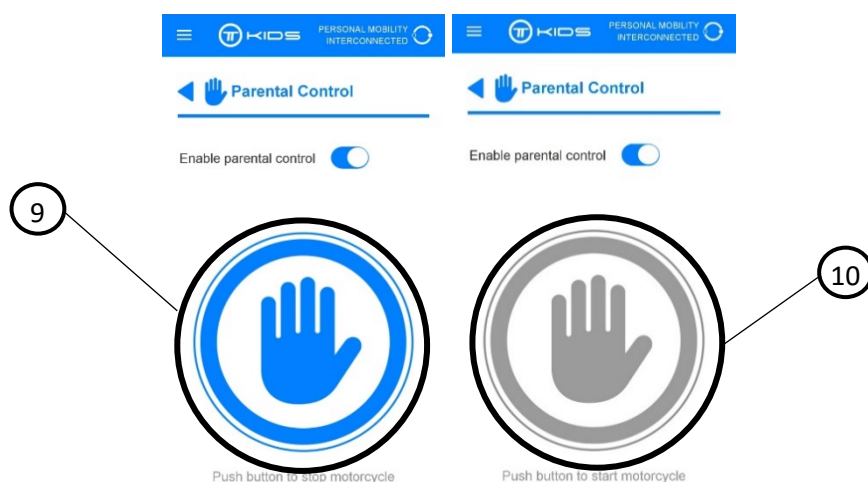 KIDS
PERSONAL MOBILITY
INTERCONNECTED
Parental Control
Enable parental control
9
Push button to stop motorcycle
KIDS
PERSONAL MOBILITY
INTERCONNECTED
Parental Control
Enable parental control
10
Push button to start motorcycle